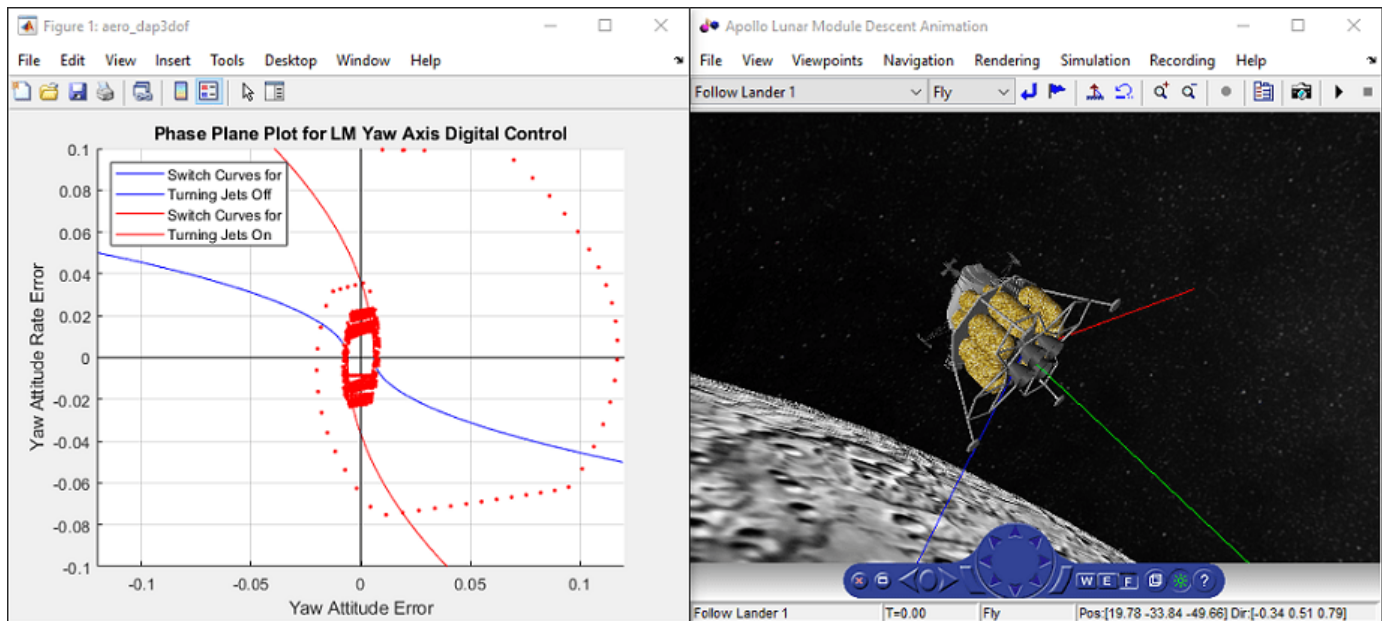 Figure 1: aero_dap3dof
File Edit View Insert Tools Desktop Window Help
Phase Plane Plot for LM Yaw Axis Digital Control
Switch Curves for
Turning Jets Off
Switch Curves for
Turning Jets On
0.1
0.08
0.06
0.04
0.02
0
-0.02
-0.04
-0.06
-0.08
-0.1
Yaw Attitude Rate Error
-0.1 -0.05 0 0.05 0.1
Yaw Attitude Error
Apollo Lunar Module Descent Animation
File View Viewpoints Navigation Rendering Simulation Recording Help
Follow Lander 1 Fly
W E F ?
Follow Lander 1 T=0.00 Fly Pos:[19.78 -33.84 -49.66] Dir:[-0.34 0.51 0.79]